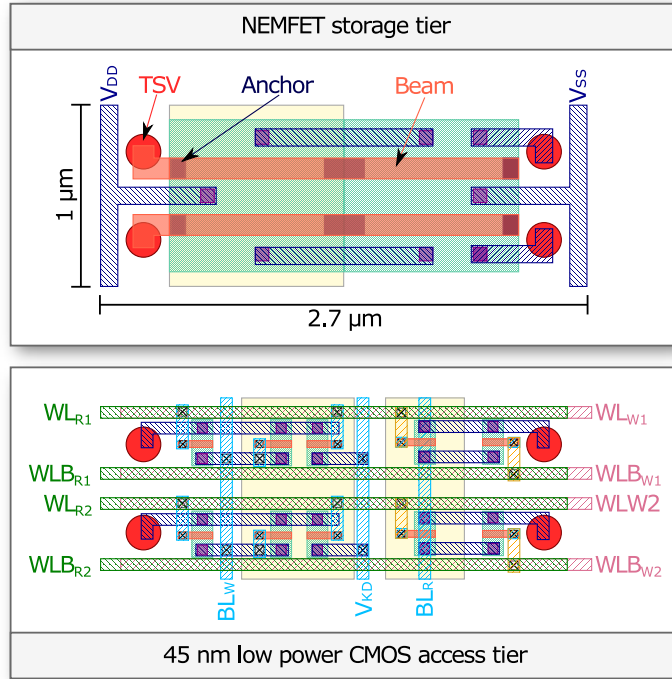 NEMFET storage tier
VDD
TSV
Anchor
Beam
VSS
1 µm
2.7 µm
WLR1
WLW1
WLBR1
WLBW1
WLR2
WLW2
WLBR2
WLBW2
BLW
VKD
BLR
45 nm low power CMOS access tier